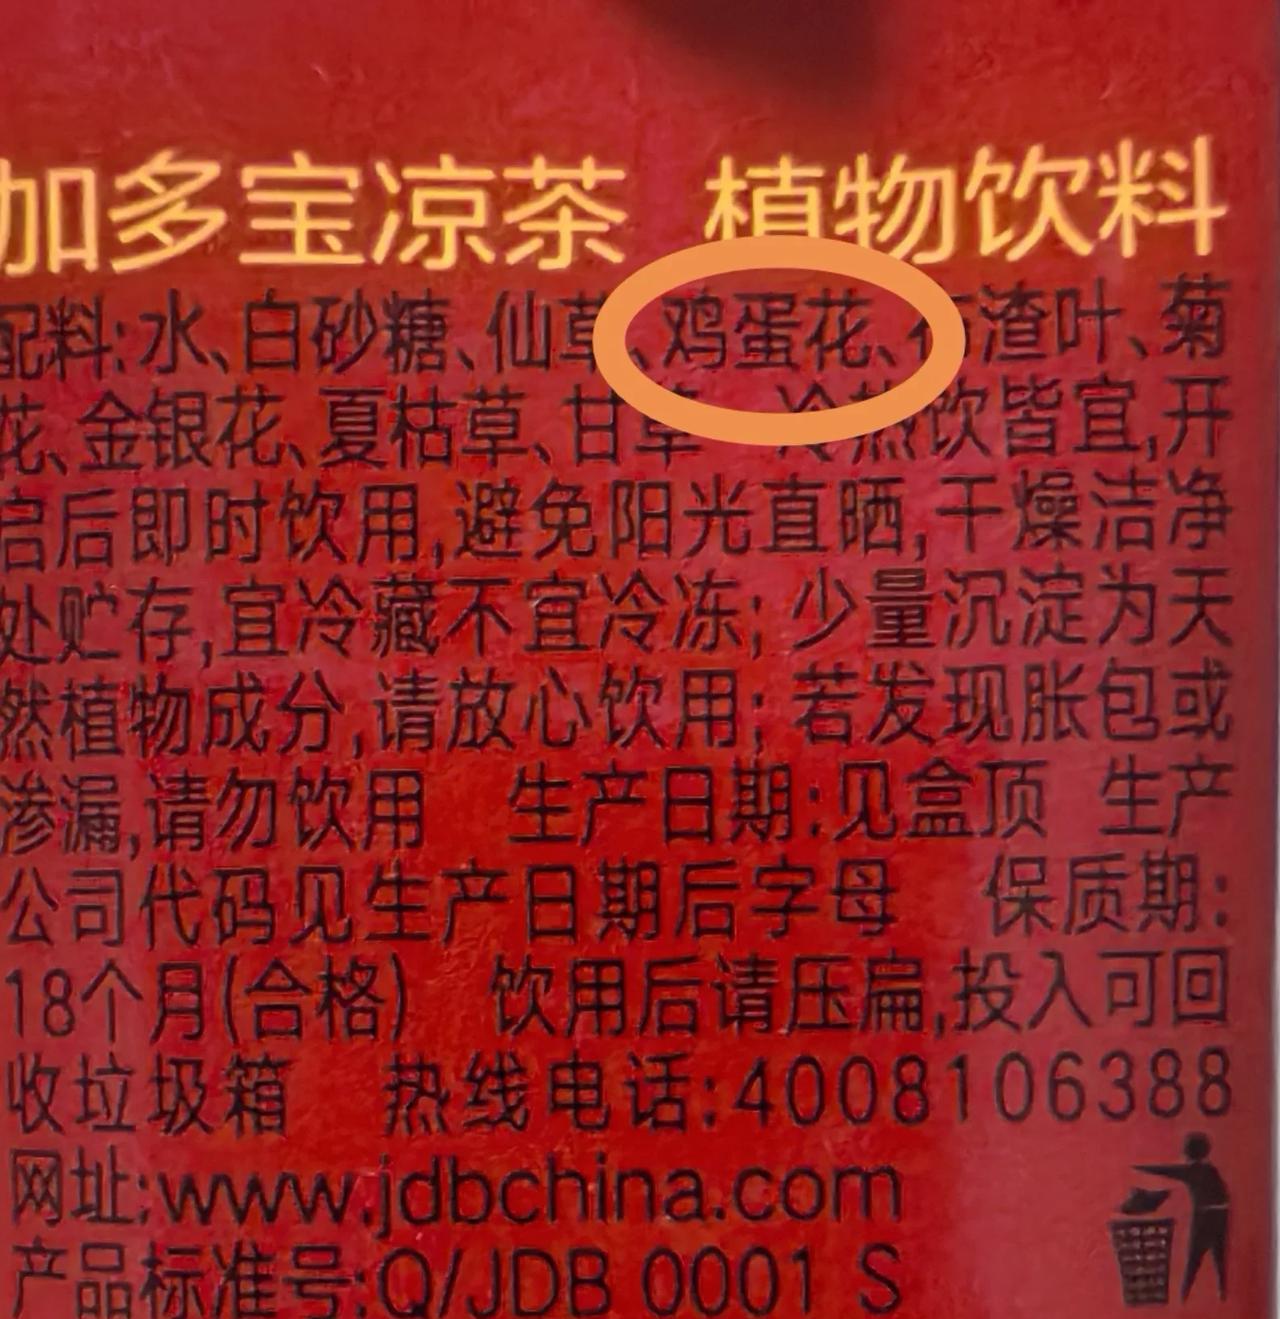 加多宝凉茶 植物饮料
配料:水、白砂糖、仙草、鸡蛋花、布渣叶、菊
花、金银花、夏枯草、甘草 冷热饮皆宜,开
启后即时饮用,避免阳光直晒,干燥洁净
处贮存,宜冷藏不宜冷冻;少量沉淀为天
然植物成分,请放心饮用;若发现胀包或
渗漏,请勿饮用 生产日期:见盒顶 生产
公司代码见生产日期后字母 保质期:
18个月(合格) 饮用后请压扁,投入可回
收垃圾箱 热线电话:4008106388
网址:www.jdbchina.com
产品标准号:Q/JDB 0001 S